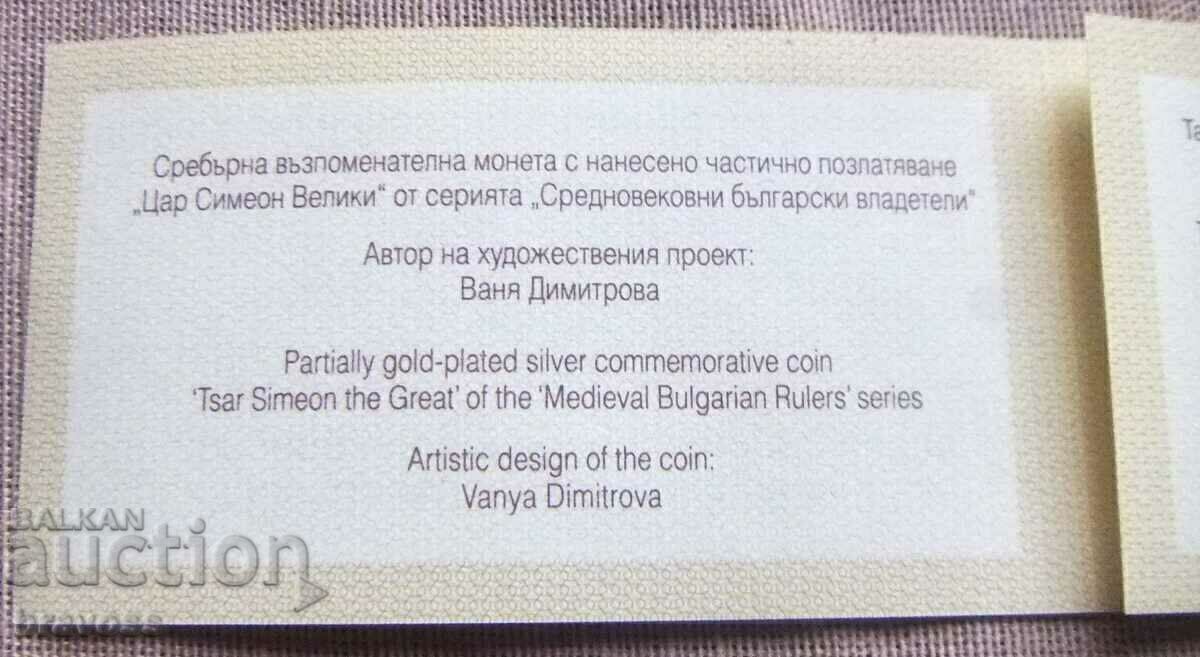 Сребърна възпоменателна монета с нанесено частично позлатяване
„Цар Симеон Велики“ от серията „Средновековни български владетели“
Автор на художествения проект:
Ваня Димитрова
Partially gold-plated silver commemorative coin
'Tsar Simeon the Great' of the 'Medieval Bulgarian Rulers' series
Artistic design of the coin:
Vanya Dimitrova
BALKAN
auction
bravoss